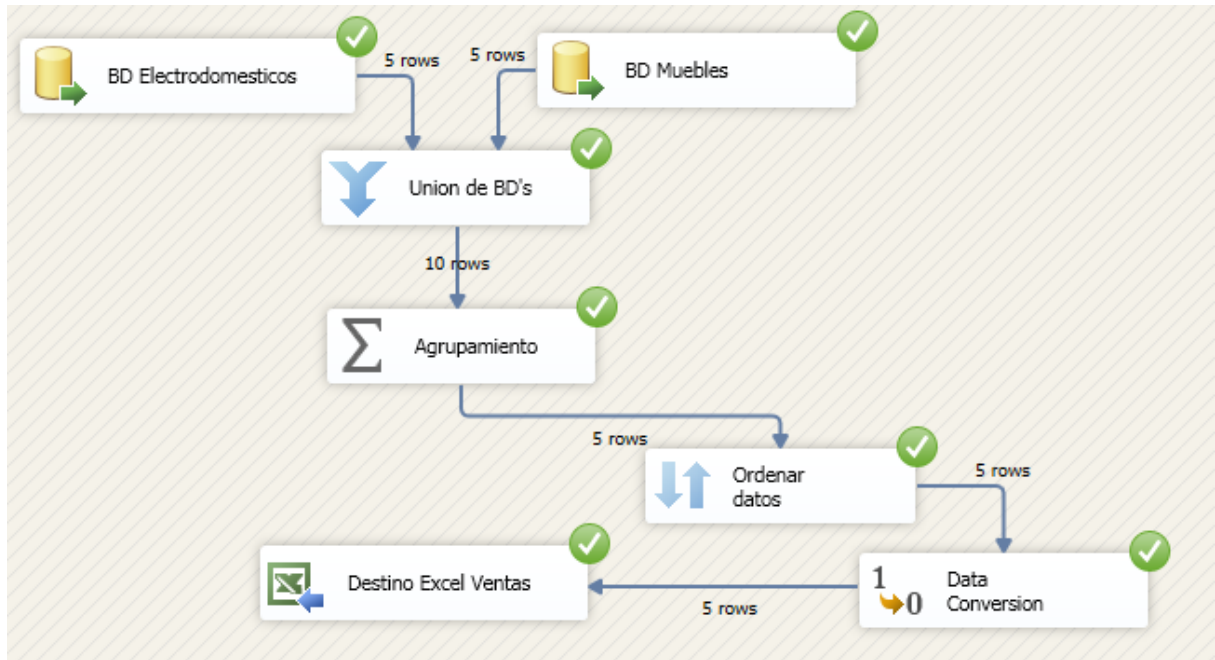 BD Electrodomesticos
5 rows
5 rows
BD Muebles
Union de BD's
10 rows
Agrupamiento
5 rows
Ordenar
datos
5 rows
Destino Excel Ventas
5 rows
1
0
Data
Conversion